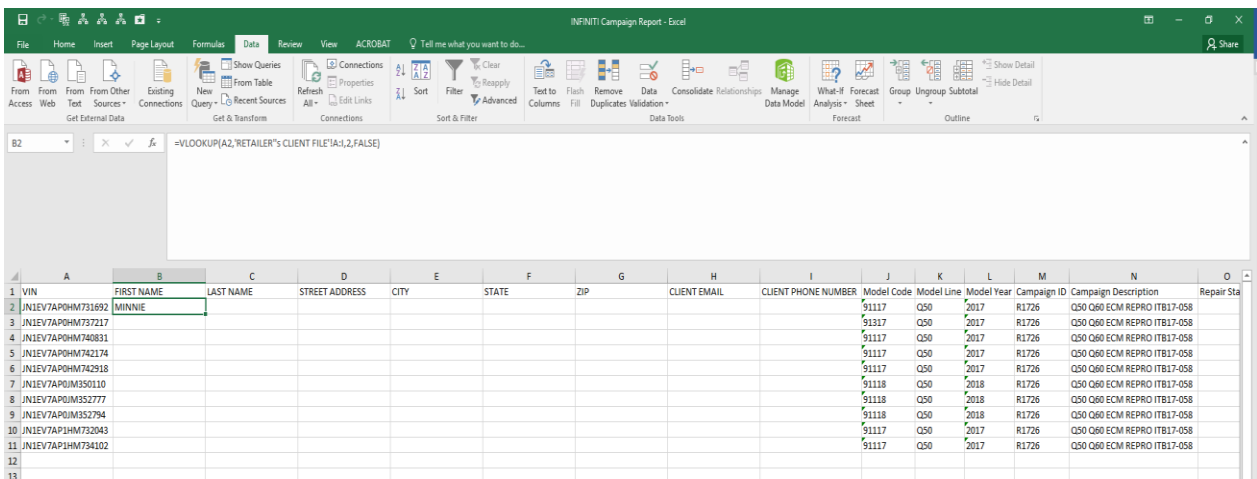 INFINITI Campaign Report - Excel
File Home Insert Page Layout Formulas Data Review View ACROBAT Tell me what you want to do... Share
From Access From Web From Text From Other Sources Existing Connections New Query Show Queries From Table Recent Sources Refresh All Connections Properties Edit Links Sort Filter Clear Reapply Advanced Text to Columns Flash Fill Remove Duplicates Data Validation Consolidate Relationships Manage Data Model What-If Analysis Forecast Sheet Group Ungroup Subtotal Show Detail Hide Detail
Get External Data Get & Transform Connections Sort & Filter Data Tools Forecast Outline
B2 fx =VLOOKUP(A2,'RETAILER''s CLIENT FILE'!A:I,2,FALSE)
A B C D E F G H I J K L M N O
1 VIN FIRST NAME LAST NAME STREET ADDRESS CITY STATE ZIP CLIENT EMAIL CLIENT PHONE NUMBER Model Code Model Line Model Year Campaign ID Campaign Description Repair Sta
2 JN1EV7AP0HM731692 MINNIE 91117 Q50 2017 R1726 Q50 Q60 ECM REPRO ITB17-058
3 JN1EV7AP0HM737217 91317 Q50 2017 R1726 Q50 Q60 ECM REPRO ITB17-058
4 JN1EV7AP0HM740831 91117 Q50 2017 R1726 Q50 Q60 ECM REPRO ITB17-058
5 JN1EV7AP0HM742174 91117 Q50 2017 R1726 Q50 Q60 ECM REPRO ITB17-058
6 JN1EV7AP0HM742918 91117 Q50 2017 R1726 Q50 Q60 ECM REPRO ITB17-058
7 JN1EV7AP0JM350110 91118 Q50 2018 R1726 Q50 Q60 ECM REPRO ITB17-058
8 JN1EV7AP0JM352777 91118 Q50 2018 R1726 Q50 Q60 ECM REPRO ITB17-058
9 JN1EV7AP0JM352794 91118 Q50 2018 R1726 Q50 Q60 ECM REPRO ITB17-058
10 JN1EV7AP1HM732043 91117 Q50 2017 R1726 Q50 Q60 ECM REPRO ITB17-058
11 JN1EV7AP1HM734102 91117 Q50 2017 R1726 Q50 Q60 ECM REPRO ITB17-058
12
13